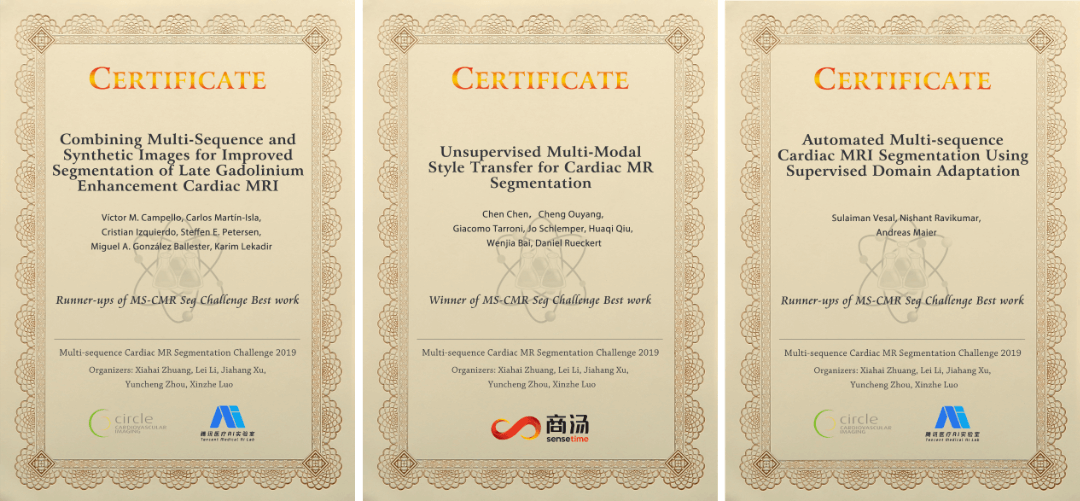 CERTIFICATE
Combining Multi-Sequence and
Synthetic Images for Improved
Segmentation of Late Gadolinium
Enhancement Cardiac MRI
Víctor M. Campello, Carlos Martín-Isla,
Cristian Izquierdo, Steffen E. Petersen,
Miguel A. González Ballester, Karim Lekadir
Runner-ups of MS-CMR Seg Challenge Best work
Multi-sequence Cardiac MR Segmentation Challenge 2019
Organizers: Xiahai Zhuang, Lei Li, Jiahang Xu,
Yuncheng Zhou, Xinzhe Luo
circle
CARDIOVASCULAR
IMAGING
腾讯医疗AI实验室
Tencent Medical AI Lab
CERTIFICATE
Unsupervised Multi-Modal
Style Transfer for Cardiac MR
Segmentation
Chen Chen, Cheng Ouyang,
Giacomo Tarroni, Jo Schlemper, Huaqi Qiu,
Wenjia Bai, Daniel Rueckert
Winner of MS-CMR Seg Challenge Best work
Multi-sequence Cardiac MR Segmentation Challenge 2019
Organizers: Xiahai Zhuang, Lei Li, Jiahang Xu,
Yuncheng Zhou, Xinzhe Luo
商汤
sensetime
CERTIFICATE
Automated Multi-sequence
Cardiac MRI Segmentation Using
Supervised Domain Adaptation
Sulaiman Vesal, Nishant Ravikumar,
Andreas Maier
Runner-ups of MS-CMR Seg Challenge Best work
Multi-sequence Cardiac MR Segmentation Challenge 2019
Organizers: Xiahai Zhuang, Lei Li, Jiahang Xu,
Yuncheng Zhou, Xinzhe Luo
circle
CARDIOVASCULAR
IMAGING
腾讯医疗AI实验室
Tencent Medical AI Lab